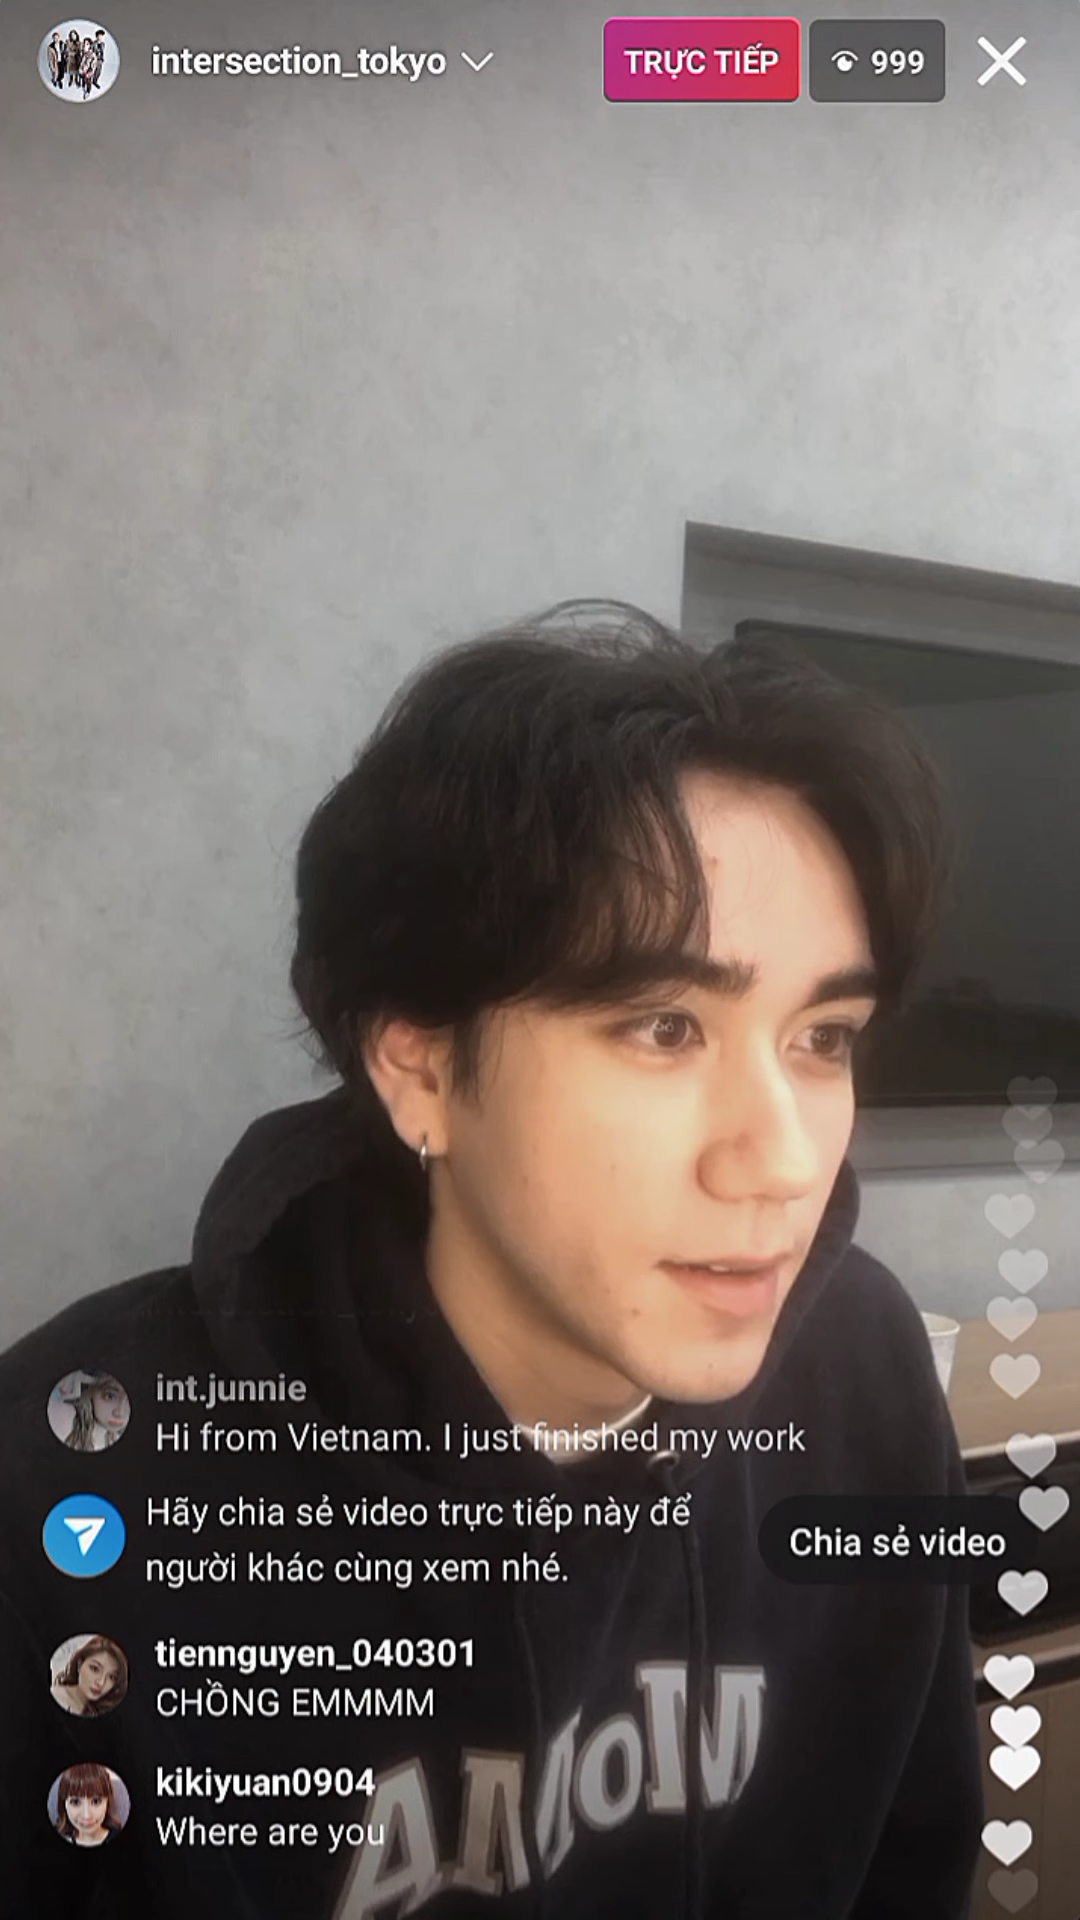 intersection_tokyo
TRỰC TIẾP
999
int.junnie
Hi from Vietnam. I just finished my work
Hãy chia sẻ video trực tiếp này để
người khác cùng xem nhé.
Chia sẻ video
tiennguyen_040301
CHỒNG EMMMM
kikiyuan0904
Where are you
AMoM